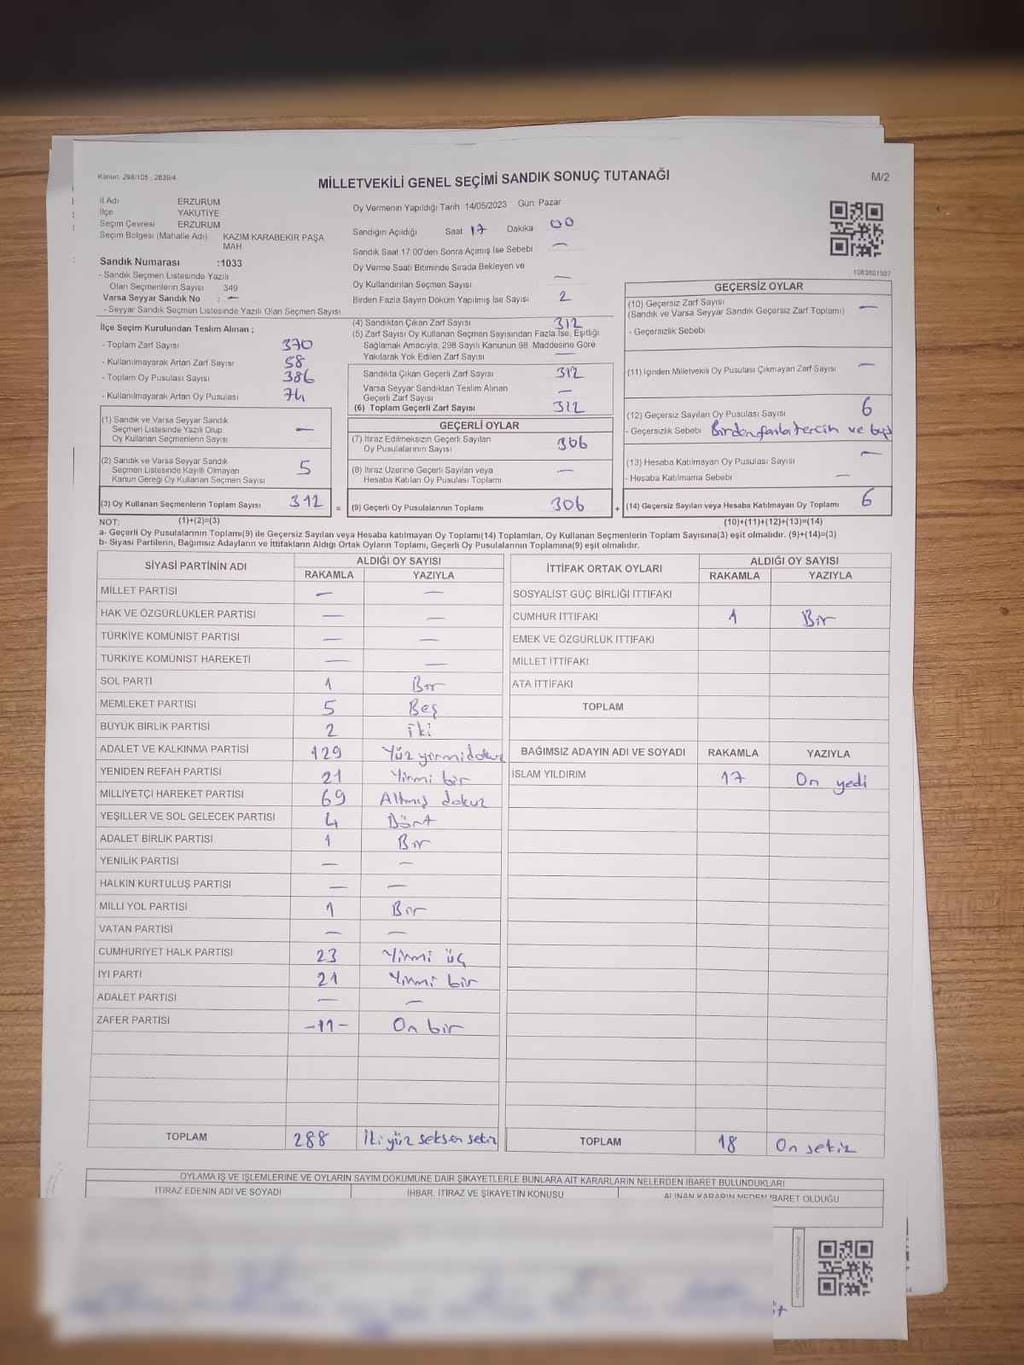 Kanun: 298/105 , 2839/4
MİLLETVEKİLİ GENEL SEÇİMİ SANDIK SONUÇ TUTANAĞI
M/2
İl Adı ERZURUM
İlçe YAKUTİYE
Seçim Çevresi ERZURUM
Seçim Bölgesi (Mahalle Adı) KAZIM KARABEKİR PAŞA MAH
Sandık Numarası :1033
- Sandık Seçmen Listesinde Yazılı
Olan Seçmenlerin Sayısı 349
Varsa Seyyar Sandık No : —
- Seyyar Sandık Seçmen Listesinde Yazılı Olan Seçmen Sayısı
İlçe Seçim Kurulundan Teslim Alınan ;
- Toplam Zarf Sayısı 370
- Kullanılmayarak Artan Zarf Sayısı 58
- Toplam Oy Pusulası Sayısı 386
- Kullanılmayarak Artan Oy Pusulası 74
(1) Sandık ve Varsa Seyyar Sandık
Seçmen Listesinde Yazılı Olup
Oy Kullanan Seçmenlerin Sayısı —
(2) Sandık ve Varsa Seyyar Sandık
Seçmen Listesinde Kayıtlı Olmayan
Kanun Gereği Oy Kullanan Seçmen Sayısı 5
(3) Oy Kullanan Seçmenlerin Toplam Sayısı 312 =
Oy Vermenin Yapıldığı Tarih 14/05/2023 Gün: Pazar
Sandığın Açıldığı Saat 17 Dakika 00
Sandık Saat 17:00'den Sonra Açılmış İse Sebebi —
Oy Verme Saati Bitiminde Sırada Bekleyen ve
Oy Kullandırılan Seçmen Sayısı —
Birden Fazla Sayım Döküm Yapılmış İse Sayısı 2
(4) Sandıktan Çıkan Zarf Sayısı 312
(5) Zarf Sayısı Oy Kullanan Seçmen Sayısından Fazla İse, Eşitliği
Sağlamak Amacıyla, 298 Sayılı Kanunun 98. Maddesine Göre
Yakılarak Yok Edilen Zarf Sayısı —
Sandıkta Çıkan Geçerli Zarf Sayısı 312
Varsa Seyyar Sandıktan Teslim Alınan
Geçerli Zarf Sayısı —
(6) Toplam Geçerli Zarf Sayısı 312
GEÇERLİ OYLAR
(7) İtiraz Edilmeksizin Geçerli Sayılan
Oy Pusulalarının Sayısı 306
(8) İtiraz Üzerine Geçerli Sayılan veya
Hesaba Katılan Oy Pusulası Toplamı —
(9) Geçerli Oy Pusulalarının Toplamı 306 +
1083601307
GEÇERSİZ OYLAR
(10) Geçersiz Zarf Sayısı
(Sandık ve Varsa Seyyar Sandık Geçersiz Zarf Toplamı) —
- Geçersizlik Sebebi
(11) İçinden Milletvekili Oy Pusulası Çıkmayan Zarf Sayısı —
(12) Geçersiz Sayılan Oy Pusulası Sayısı 6
- Geçersizlik Sebebi Birden fazla tercih ve
(13) Hesaba Katılmayan Oy Pusulası Sayısı —
- Hesaba Katılmama Sebebi —
(14) Geçersiz Sayılan veya Hesaba Katılmayan Oy Toplamı 6
NOT: (1)+(2)=(3)
(10)+(11)+(12)+(13)=(14)
a- Geçerli Oy Pusulalarının Toplamı(9) ile Geçersiz Sayılan veya Hesaba katılmayan Oy Toplamı(14) Toplamları, Oy Kullanan Seçmenlerin Toplam Sayısına(3) eşit olmalıdır. (9)+(14)=(3)
b- Siyasi Partilerin, Bağımsız Adayların ve İttifakların Aldığı Ortak Oyların Toplamı, Geçerli Oy Pusulalarının Toplamına(9) eşit olmalıdır.
SİYASİ PARTİNİN ADI ALDIĞI OY SAYISI
RAKAMLA YAZIYLA
MİLLET PARTİSİ — —
HAK VE ÖZGÜRLÜKLER PARTİSİ — —
TÜRKİYE KOMÜNİST PARTİSİ — —
TÜRKİYE KOMÜNİST HAREKETİ — —
SOL PARTİ 1 Bir
MEMLEKET PARTİSİ 5 Beş
BÜYÜK BİRLİK PARTİSİ 2 İki
ADALET VE KALKINMA PARTİSİ 129 Yüz yirmi dokuz
YENİDEN REFAH PARTİSİ 21 Yirmi bir
MİLLİYETÇİ HAREKET PARTİSİ 69 Altmış dokuz
YEŞİLLER VE SOL GELECEK PARTİSİ 4 Dört
ADALET BİRLİK PARTİSİ 1 Bir
YENİLİK PARTİSİ — —
HALKIN KURTULUŞ PARTİSİ — —
MİLLİ YOL PARTİSİ 1 Bir
VATAN PARTİSİ — —
CUMHURİYET HALK PARTİSİ 23 Yirmi üç
İYİ PARTİ 21 Yirmi bir
ADALET PARTİSİ — —
ZAFER PARTİSİ -11- On bir
TOPLAM 288 İki yüz seksen sekiz
İTTİFAK ORTAK OYLARI ALDIĞI OY SAYISI
RAKAMLA YAZIYLA
SOSYALİST GÜÇ BİRLİĞİ İTTİFAKI
CUMHUR İTTİFAKI 1 Bir
EMEK VE ÖZGÜRLÜK İTTİFAKI
MİLLET İTTİFAKI
ATA İTTİFAKI
TOPLAM
BAĞIMSIZ ADAYIN ADI VE SOYADI RAKAMLA YAZIYLA
İSLAM YILDIRIM 17 On yedi
TOPLAM 18 On sekiz
OYLAMA İŞ VE İŞLEMLERİNE VE OYLARIN SAYIM DÖKÜMÜNE DAİR ŞİKAYETLERLE BUNLARA AİT KARARLARIN NELERDEN İBARET BULUNDUKLARI
İTİRAZ EDENİN ADI VE SOYADI İHBAR, İTİRAZ VE ŞİKAYETİN KONUSU ALINAN KARARIN NEDEN İBARET OLDUĞU